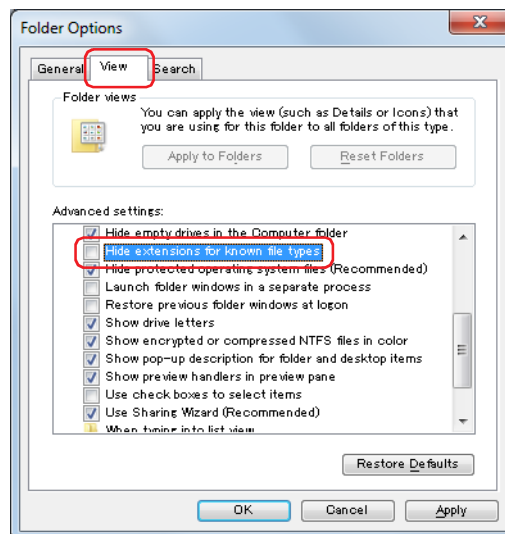 Folder Options
General View Search
Folder views
You can apply the view (such as Details or Icons) that
you are using for this folder to all folders of this type.
Apply to Folders Reset Folders
Advanced settings:
Hide empty drives in the Computer folder
Hide extensions for known file types
Hide protected operating system files (Recommended)
Launch folder windows in a separate process
Restore previous folder windows at logon
Show drive letters
Show encrypted or compressed NTFS files in color
Show pop-up description for folder and desktop items
Show preview handlers in preview pane
Use check boxes to select items
Use Sharing Wizard (Recommended)
When typing into list view
Restore Defaults
OK Cancel Apply